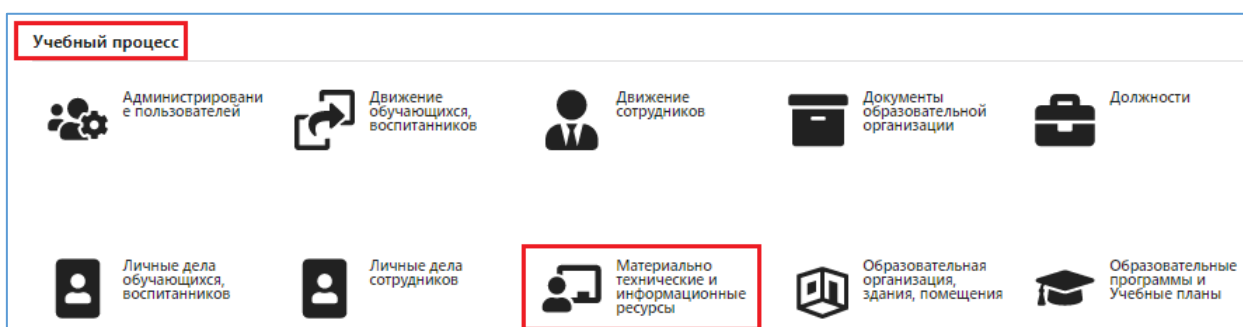 Учебный процесс
Администрировани
е пользователей
Движение
обучающихся,
воспитанников
Движение
сотрудников
Документы
образовательной
организации
Должности
Личные дела
обучающихся,
воспитанников
Личные дела
сотрудников
Материально
технические и
информационные
ресурсы
Образовательная
организация,
здания, помещения
Образовательные
программы и
Учебные планы